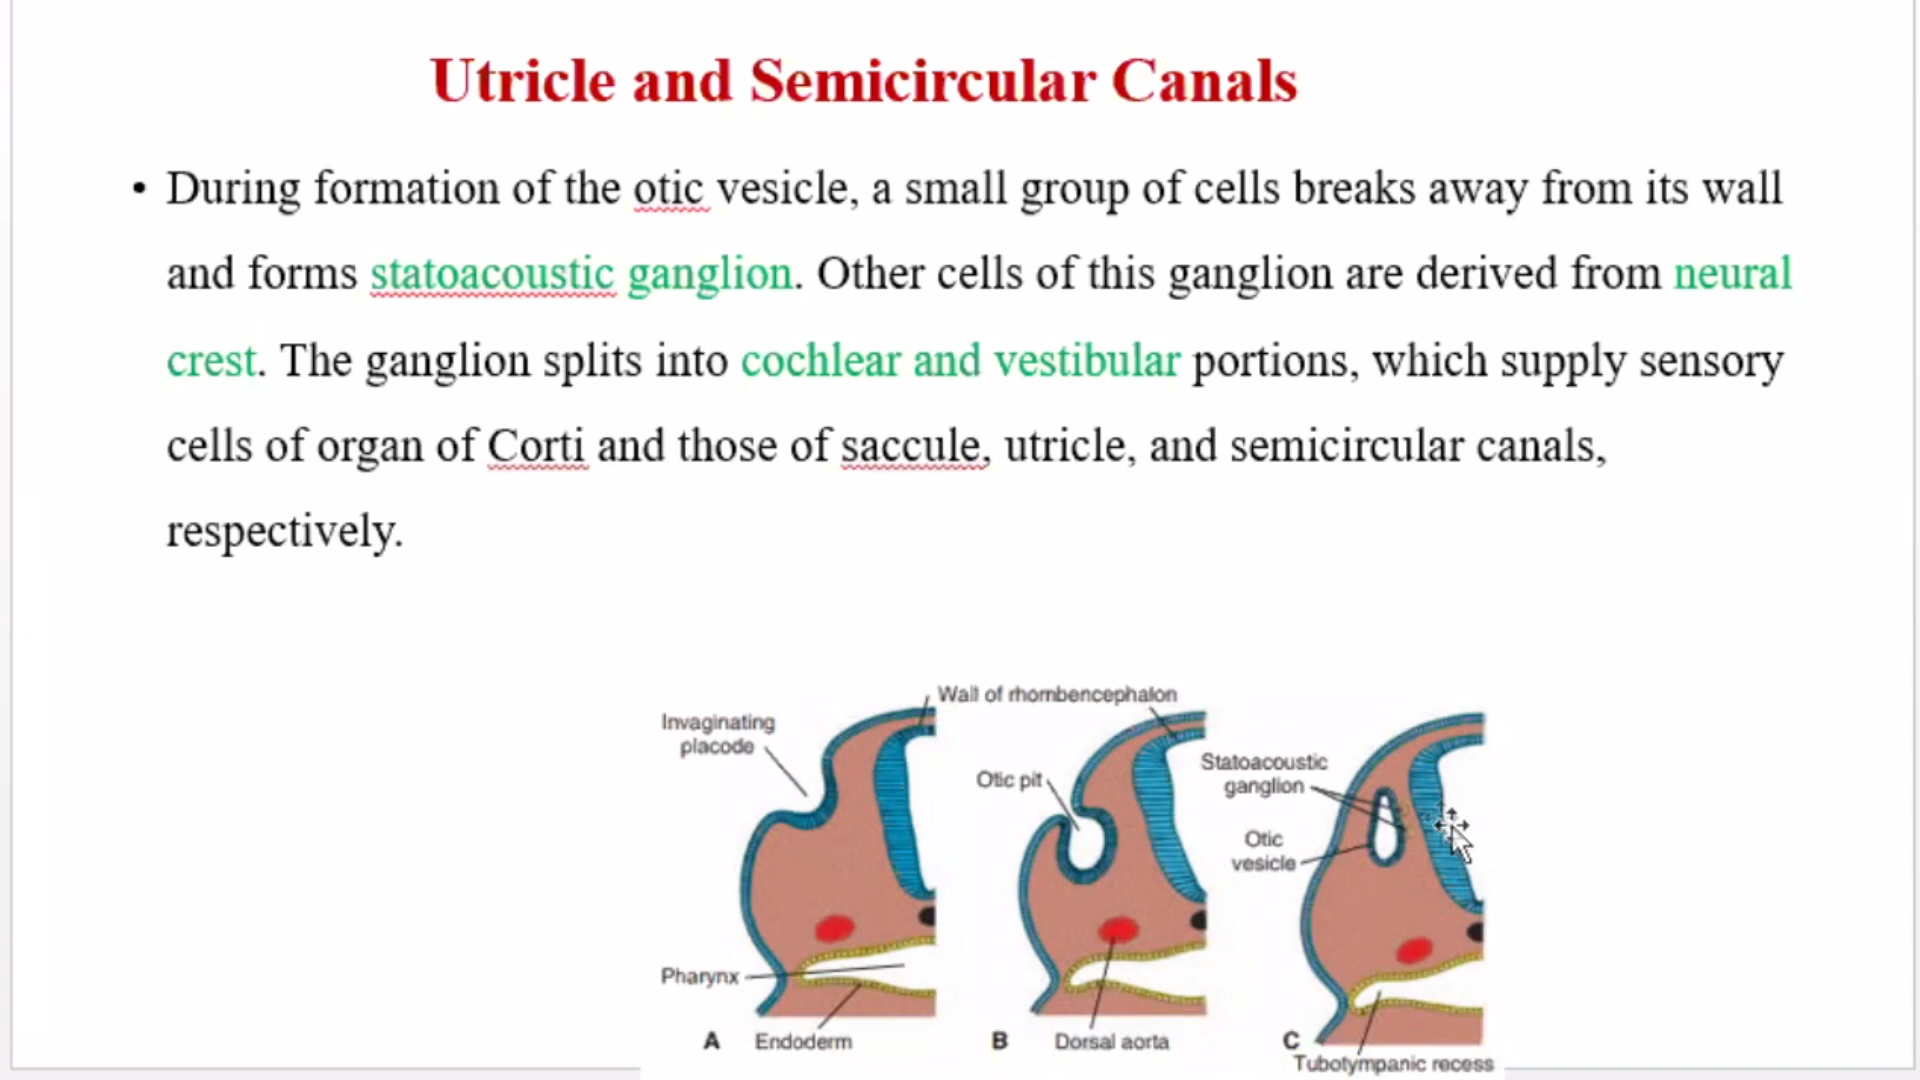 Utricle and Semicircular Canals
• During formation of the otic vesicle, a small group of cells breaks away from its wall
and forms statoacoustic ganglion. Other cells of this ganglion are derived from neural
crest. The ganglion splits into cochlear and vestibular portions, which supply sensory
cells of organ of Corti and those of saccule, utricle, and semicircular canals,
respectively.
Wall of rhombencephalon
Invaginating
placode
Otic pit
Statoacoustic
ganglion
Otic
vesicle
Pharynx
A
Endoderm
B
Dorsal aorta
C
Tubotympanic recess